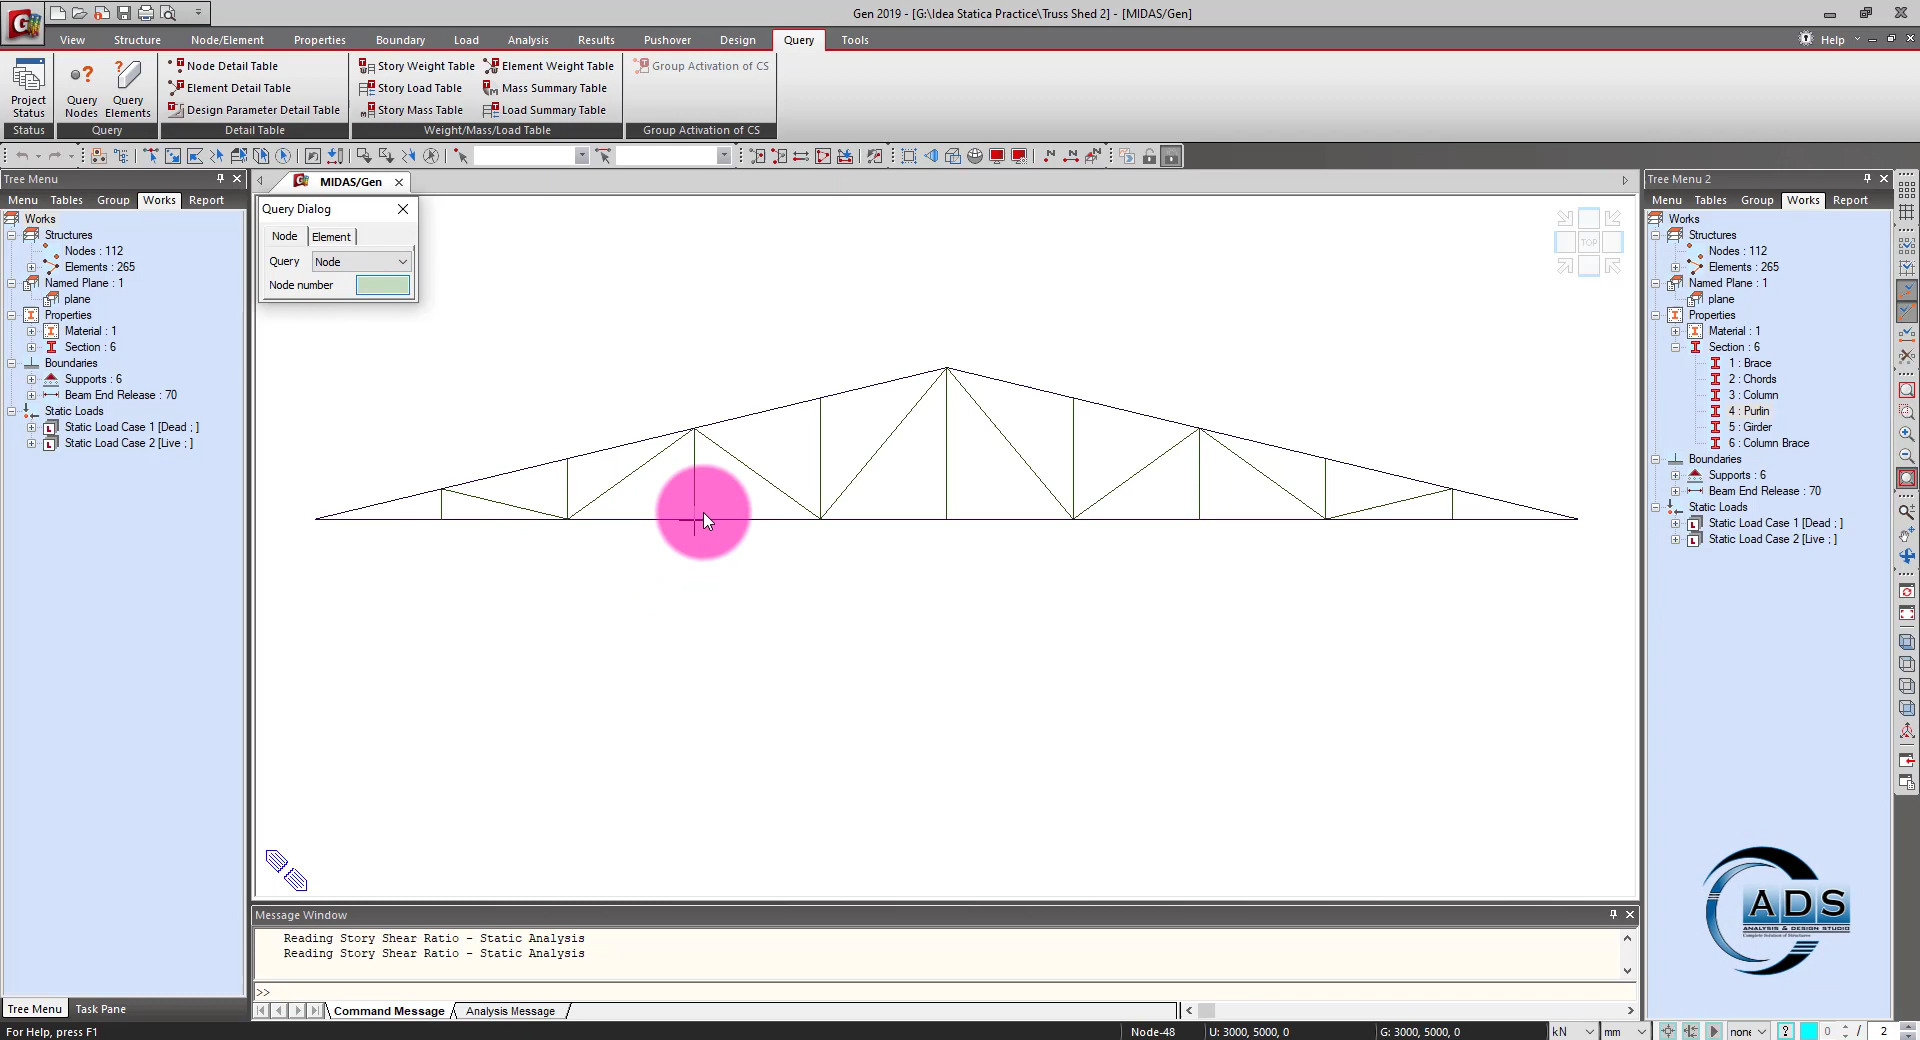 Gen 2019 - [G:\Idea Statica Practice\Truss Shed 2] - [MIDAS/Gen]
View Structure Node/Element Properties Boundary Load Analysis Results Pushover Design Query Tools
Help
Project Status
Status
Query Nodes
Query Elements
Query
Node Detail Table
Element Detail Table
Design Parameter Detail Table
Detail Table
Story Weight Table
Story Load Table
Story Mass Table
Element Weight Table
Mass Summary Table
Load Summary Table
Weight/Mass/Load Table
Group Activation of CS
Group Activation of CS
Tree Menu
Menu Tables Group Works Report
Works
Structures
Nodes : 112
Elements : 265
Named Plane : 1
plane
Properties
Material : 1
Section : 6
Boundaries
Supports : 6
Beam End Release : 70
Static Loads
Static Load Case 1 [Dead ; ]
Static Load Case 2 [Live ; ]
Tree Menu Task Pane
MIDAS/Gen
Query Dialog
Node Element
Query Node
Node number
TOP
Tree Menu 2
Menu Tables Group Works Report
Works
Structures
Nodes : 112
Elements : 265
Named Plane : 1
plane
Properties
Material : 1
Section : 6
1 : Brace
2 : Chords
3 : Column
4 : Purlin
5 : Girder
6 : Column Brace
Boundaries
Supports : 6
Beam End Release : 70
Static Loads
Static Load Case 1 [Dead ; ]
Static Load Case 2 [Live ; ]
ADS
ANALYSIS & DESIGN STUDIO
Complete Solution of Structures
Message Window
Reading Story Shear Ratio - Static Analysis
Reading Story Shear Ratio - Static Analysis
>>
Command Message Analysis Message
For Help, press F1
Node-48
U: 3000, 5000, 0
G: 3000, 5000, 0
kN
mm
none
? 0 / 2